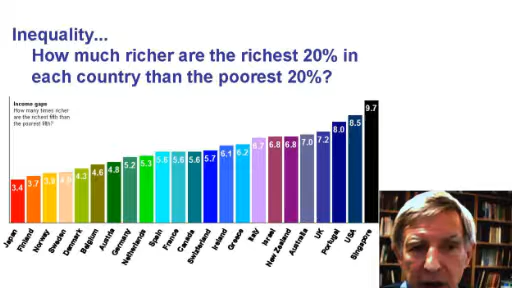 Inequality...
How much richer are the richest 20% in
each country than the poorest 20%?
Income gaps
How many times richer
are the richest fifth than
the poorest fifth?
3.4 3.7 3.9 4.0 4.3 4.6 4.8 5.2 5.3 5.6 5.6 5.6 5.7 6.1 6.2 6.7 6.8 6.8 7.0 7.2 8.0 8.5 9.7
Japan Finland Norway Sweden Denmark Belgium Austria Germany Netherlands Spain France Canada Switzerland Ireland Greece Italy Israel New Zealand Australia UK Portugal USA Singapore